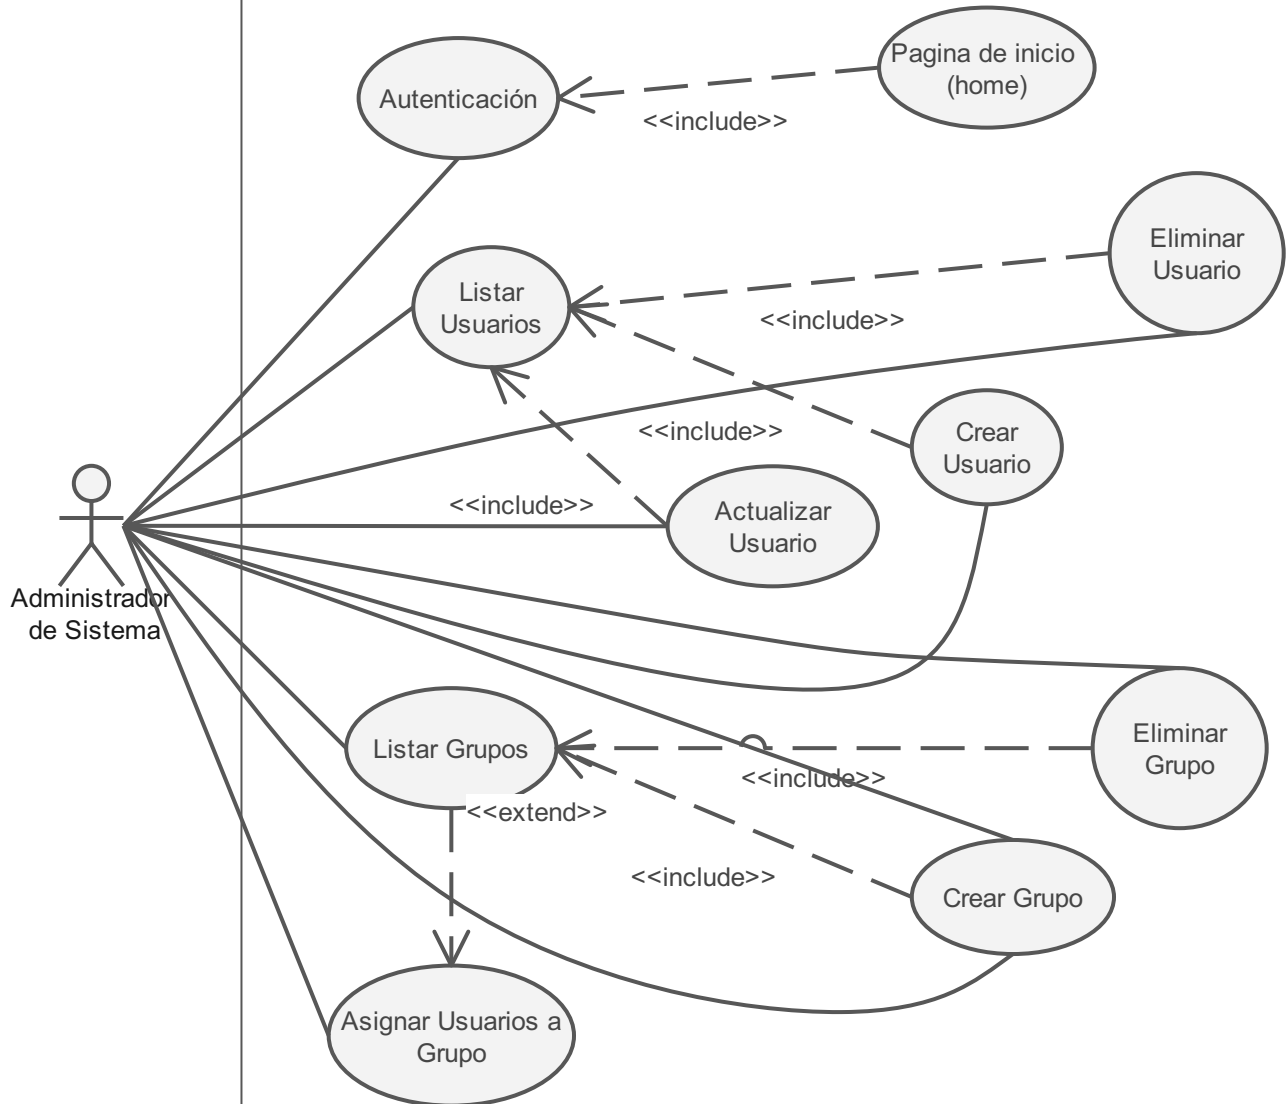 Pagina de inicio
(home)
Autenticación
<<include>>
Eliminar
Usuario
Listar
Usuarios
<<include>>
Crear
Usuario
<<include>>
<<include>>
Actualizar
Usuario
Administrador
de Sistema
Listar Grupos
Eliminar
Grupo
<<include>>
<<extend>>
<<include>>
Crear Grupo
Asignar Usuarios a
Grupo